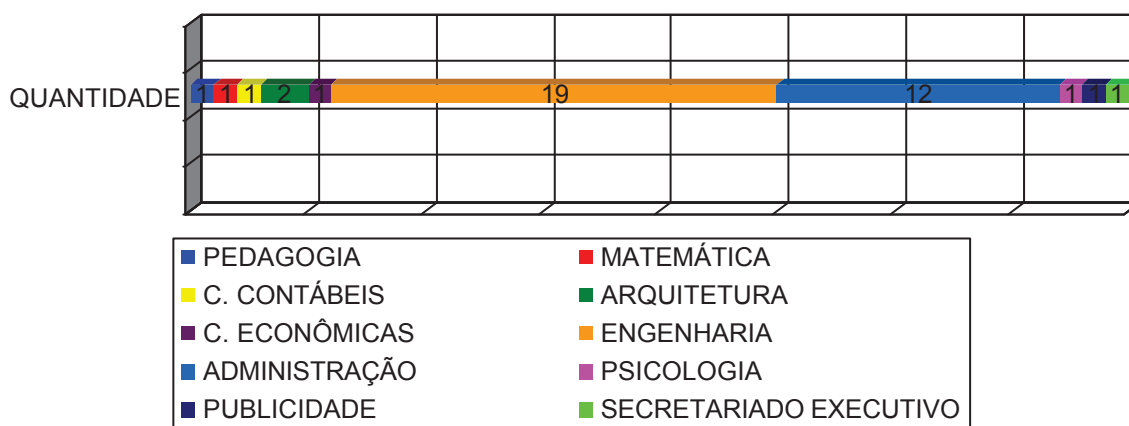 QUANTIDADE 1 1 1 2 1 19 12 1 1 1
PEDAGOGIA MATEMÁTICA
C. CONTÁBEIS ARQUITETURA
C. ECONÔMICAS ENGENHARIA
ADMINISTRAÇÃO PSICOLOGIA
PUBLICIDADE SECRETARIADO EXECUTIVO